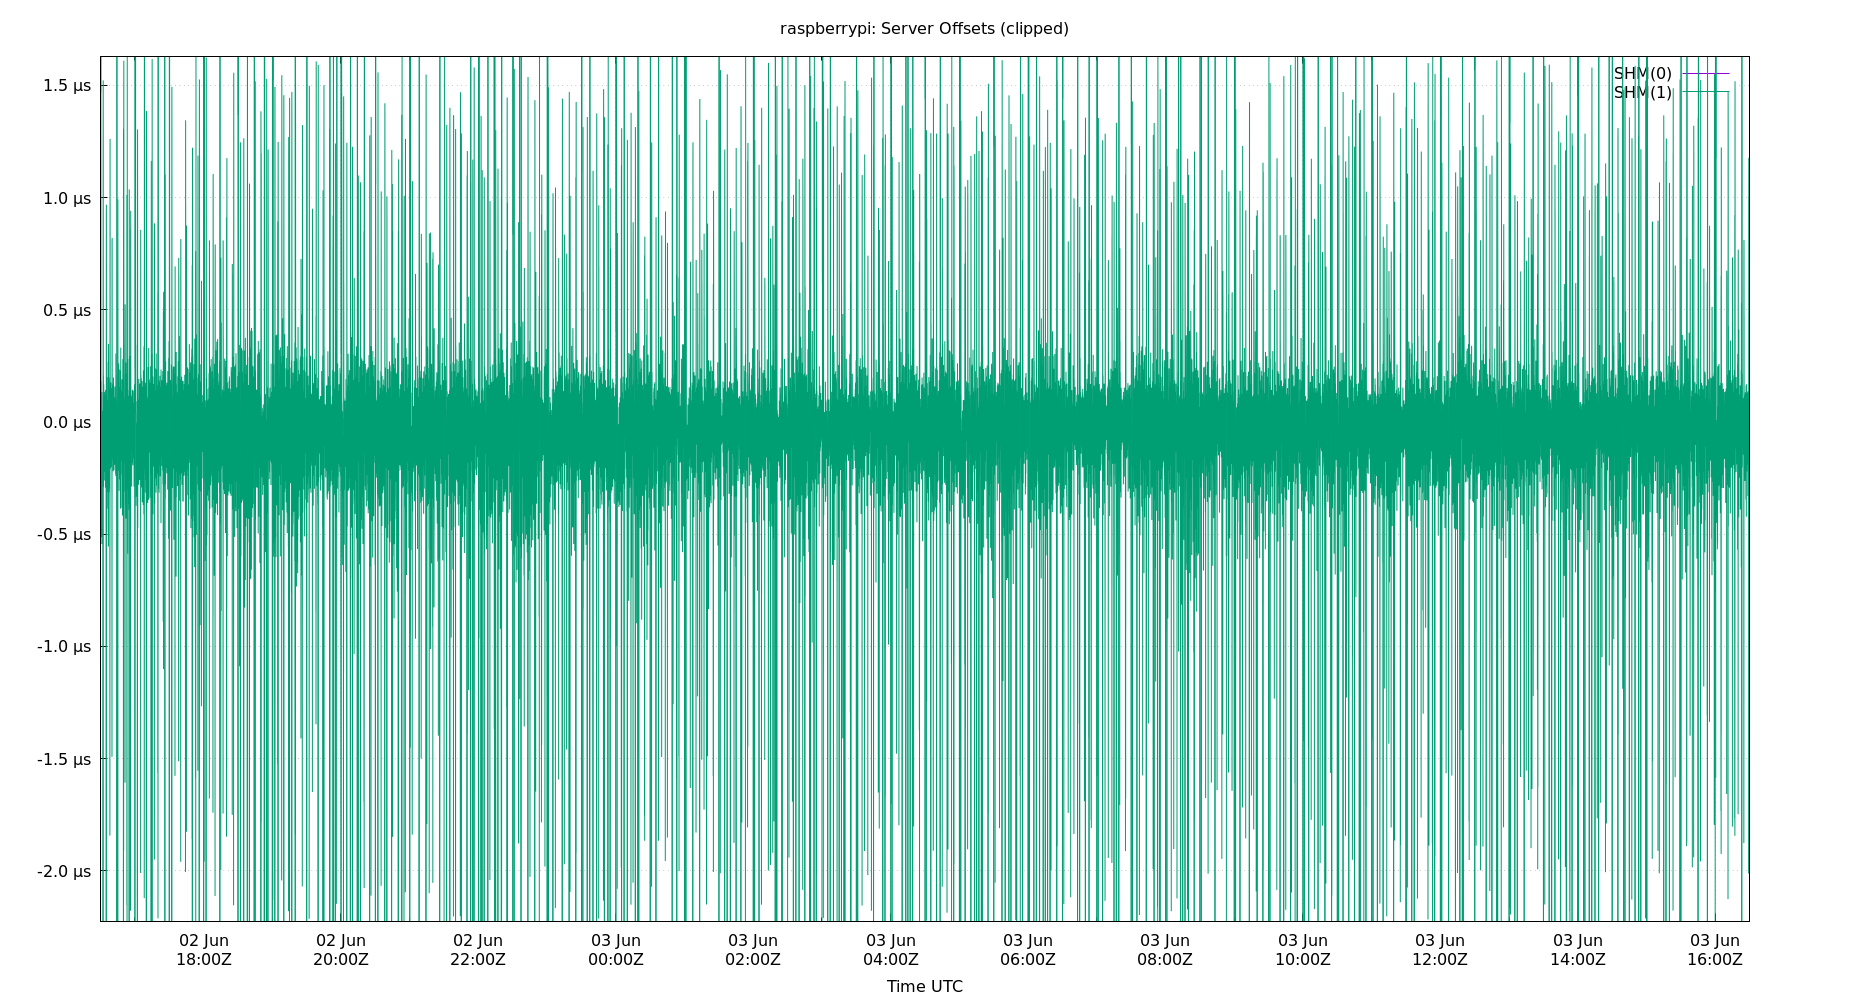 raspberrypi: Server Offsets (clipped)
SHM(0)
SHM(1)
1.5 µs
1.0 µs
0.5 µs
0.0 µs
-0.5 µs
-1.0 µs
-1.5 µs
-2.0 µs
02 Jun 02 Jun 02 Jun 03 Jun 03 Jun 03 Jun 03 Jun 03 Jun 03 Jun 03 Jun 03 Jun 03 Jun
18:00Z 20:00Z 22:00Z 00:00Z 02:00Z 04:00Z 06:00Z 08:00Z 10:00Z 12:00Z 14:00Z 16:00Z
Time UTC